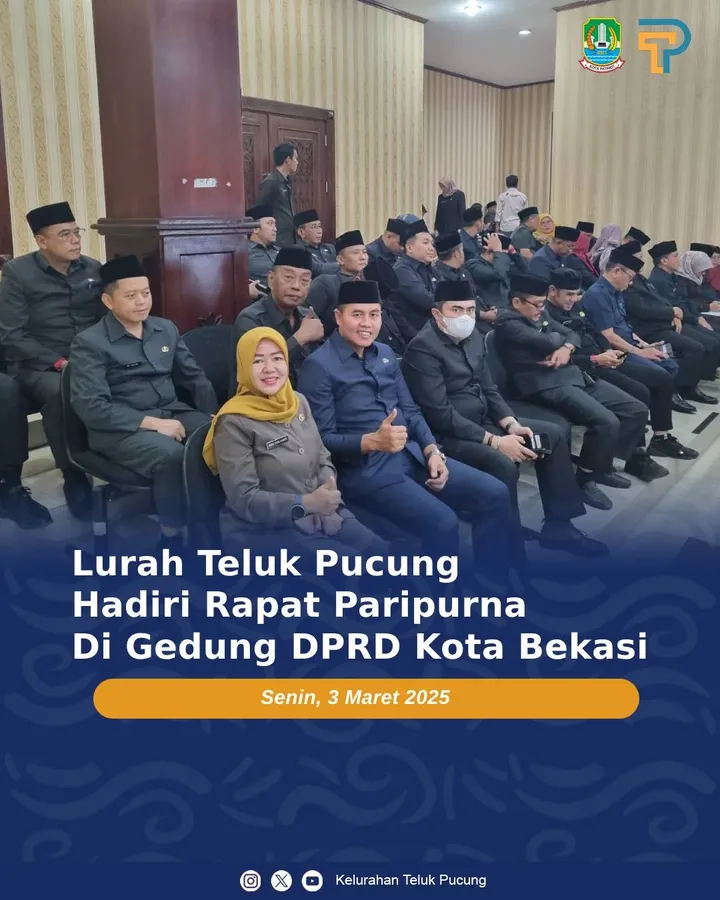 Lurah Teluk Pucung
Hadiri Rapat Paripurna
Di Gedung DPRD Kota Bekasi
Senin, 3 Maret 2025
Kelurahan Teluk Pucung